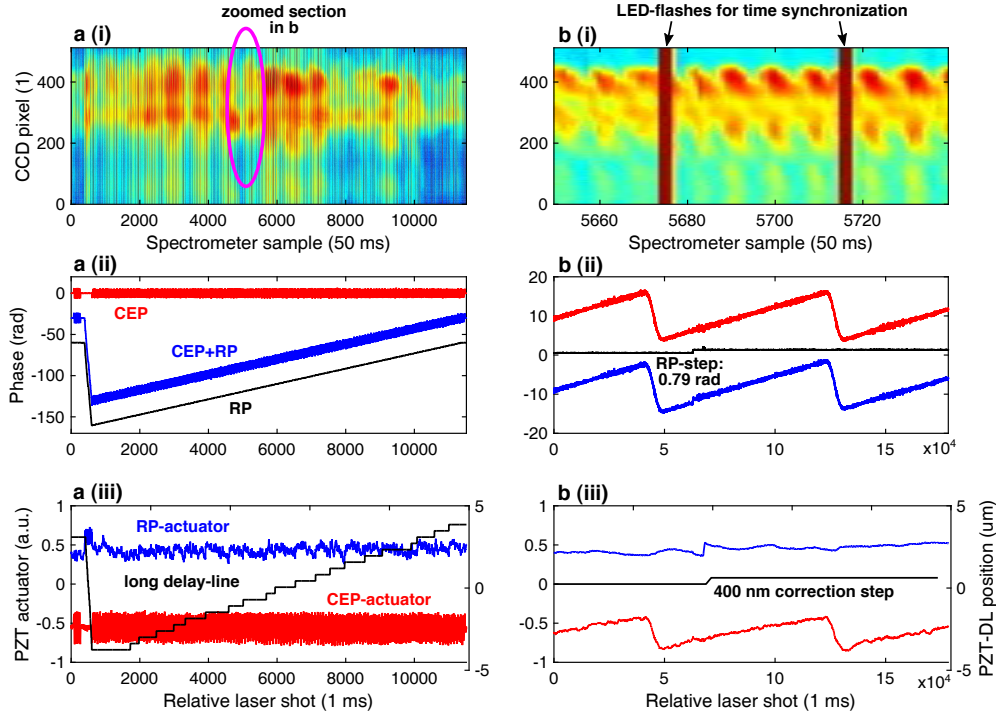 zoomed section
in b
LED-flashes for time synchronization
a (i)
b (i)
CCD pixel (1)
400
200
0
0 2000 4000 6000 8000 10000
Spectrometer sample (50 ms)
400
200
0
5660 5680 5700 5720
Spectrometer sample (50 ms)
a (ii)
b (ii)
Phase (rad)
0
-50
-100
-150
CEP
CEP+RP
RP
0 2000 4000 6000 8000 10000
20
10
0
-10
-20
RP-step:
0.79 rad
0 5 10 15
x10⁴
a (iii)
b (iii)
PZT actuator (a.u.)
1
0.5
0
-0.5
-1
RP-actuator
long delay-line
CEP-actuator
5
0
-5
0 2000 4000 6000 8000 10000
Relative laser shot (1 ms)
1
0.5
0
-0.5
-1
400 nm correction step
5
0
-5
PZT-DL position (um)
0 5 10 15
x10⁴
Relative laser shot (1 ms)